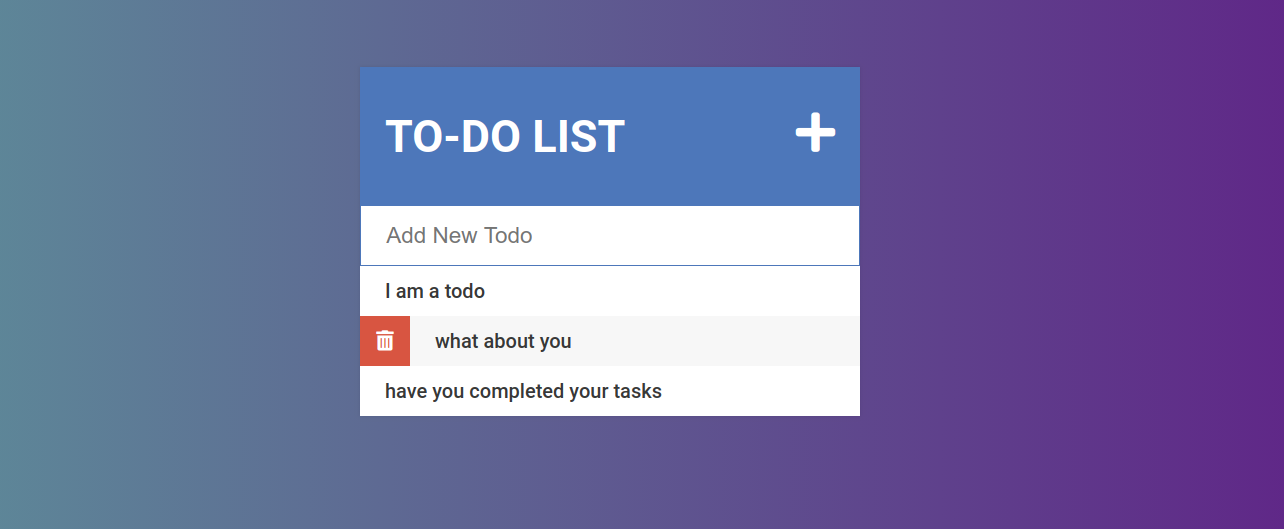 TO-DO LIST
Add New Todo
I am a todo
what about you
have you completed your tasks